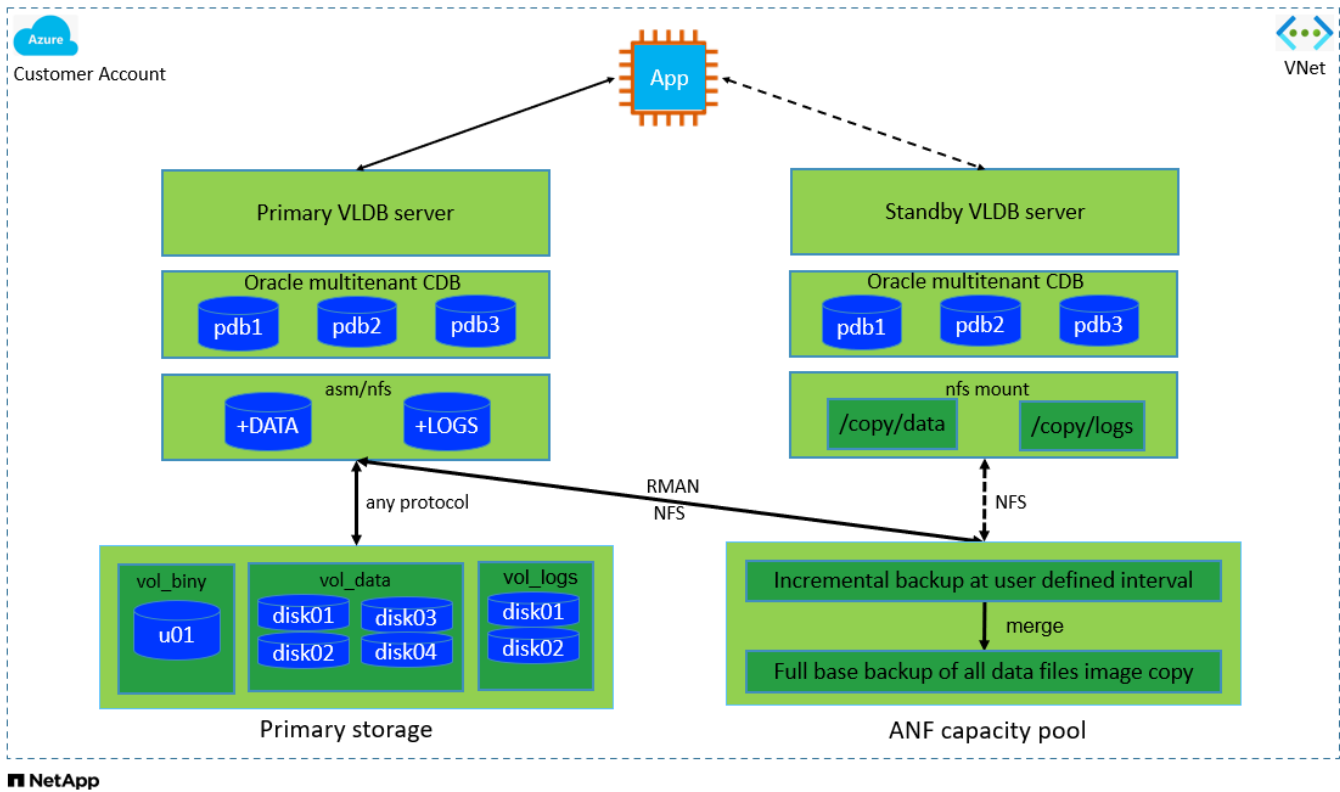 Azure
Customer Account
VNet
App
Primary VLDB server
Standby VLDB server
Oracle multitenant CDB
pdb1
pdb2
pdb3
Oracle multitenant CDB
pdb1
pdb2
pdb3
asm/nfs
+DATA
+LOGS
nfs mount
/copy/data
/copy/logs
any protocol
RMAN
NFS
NFS
vol_biny
u01
vol_data
disk01
disk03
disk02
disk04
vol_logs
disk01
disk02
Incremental backup at user defined interval
merge
Full base backup of all data files image copy
Primary storage
ANF capacity pool
NetApp